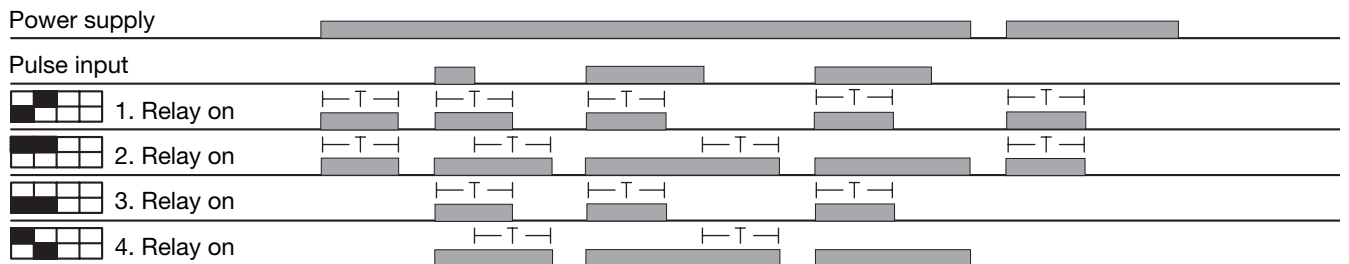 Power supply
Pulse input
T T T T T
1. Relay on
T T T T
2. Relay on
T T T
3. Relay on
T T
4. Relay on